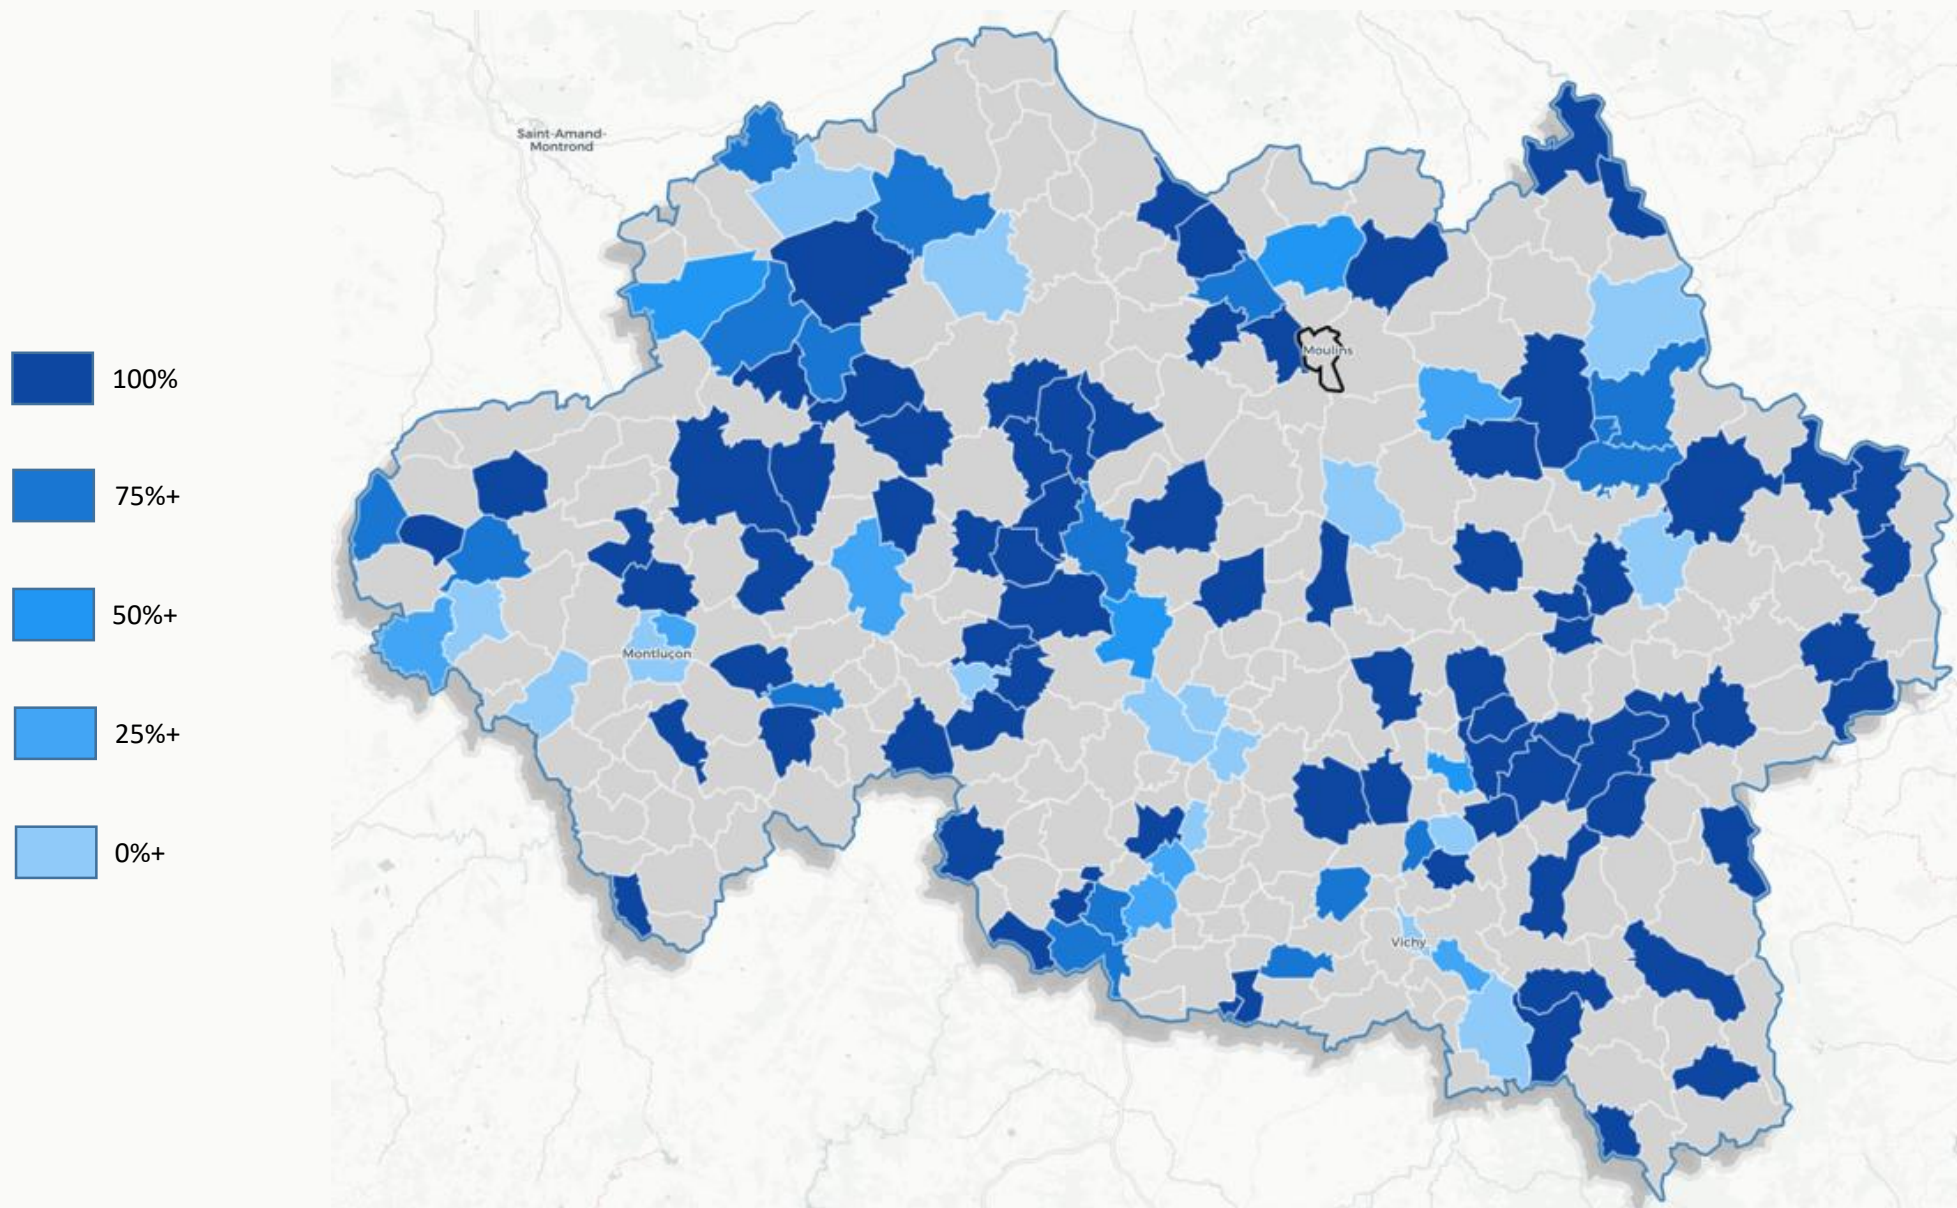 Saint-Amand-
Montrond
Moulins
100%
75%+
50%+
Montluçon
25%+
0%+
Vichy